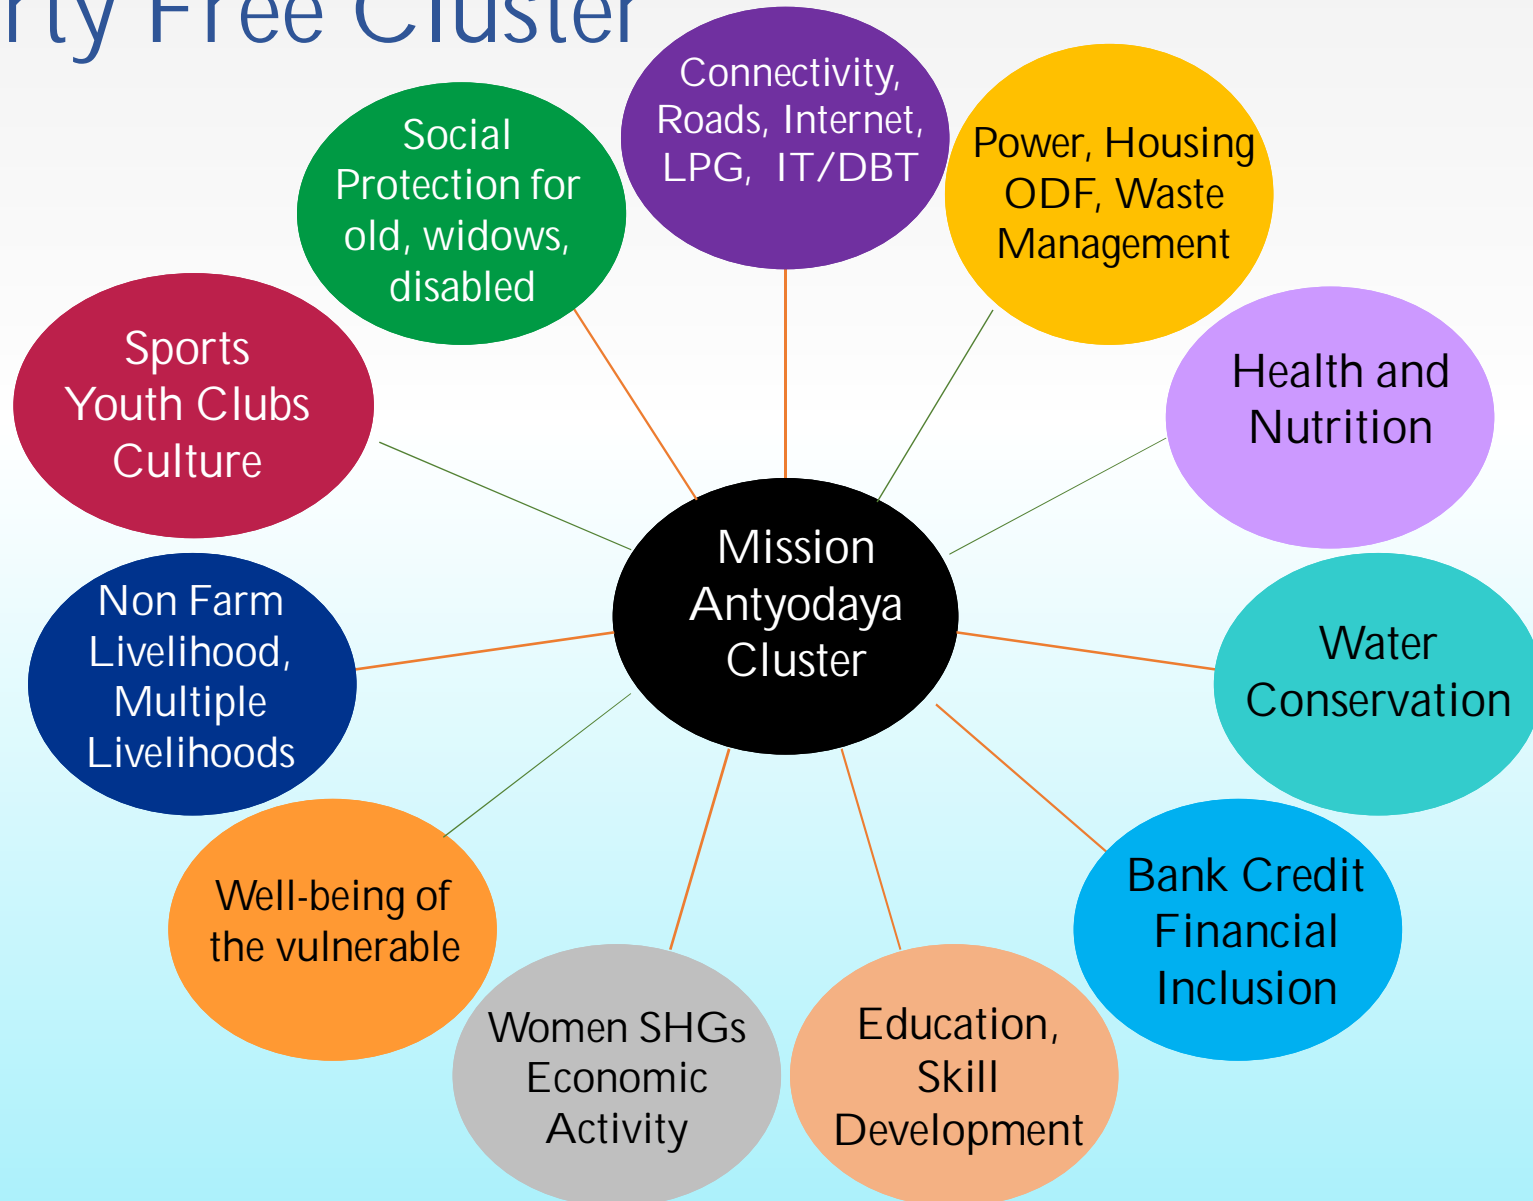 rty Free Cluster
Connectivity,
Roads, Internet,
LPG, IT/DBT
Power, Housing
ODF, Waste
Management
Health and
Nutrition
Water
Conservation
Bank Credit
Financial
Inclusion
Education,
Skill
Development
Women SHGs
Economic
Activity
Well-being of
the vulnerable
Non Farm
Livelihood,
Multiple
Livelihoods
Sports
Youth Clubs
Culture
Social
Protection for
old, widows,
disabled
Mission
Antyodaya
Cluster